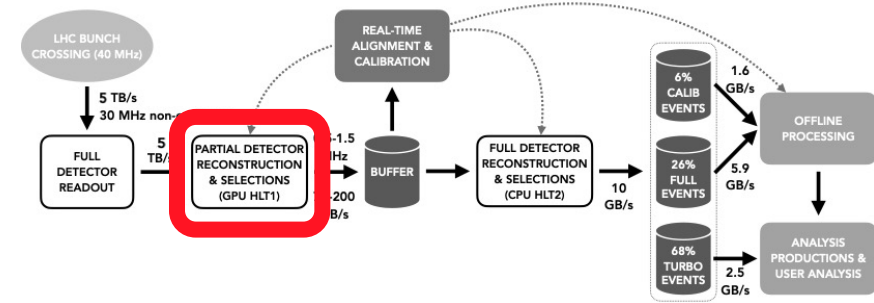 LHC BUNCH
CROSSING (40 MHz)
5 TB/s
30 MHz
FULL
DETECTOR
READOUT
5
TB/s
PARTIAL DETECTOR
RECONSTRUCTION
& SELECTIONS
(GPU HLT1)
REAL-TIME
ALIGNMENT &
CALIBRATION
BUFFER
FULL DETECTOR
RECONSTRUCTION
& SELECTIONS
(CPU HLT2)
10
GB/s
6%
CALIB
EVENTS
26%
FULL
EVENTS
68%
TURBO
EVENTS
1.6
GB/s
5.9
GB/s
2.5
GB/s
OFFLINE
PROCESSING
ANALYSIS
PRODUCTIONS &
USER ANALYSIS